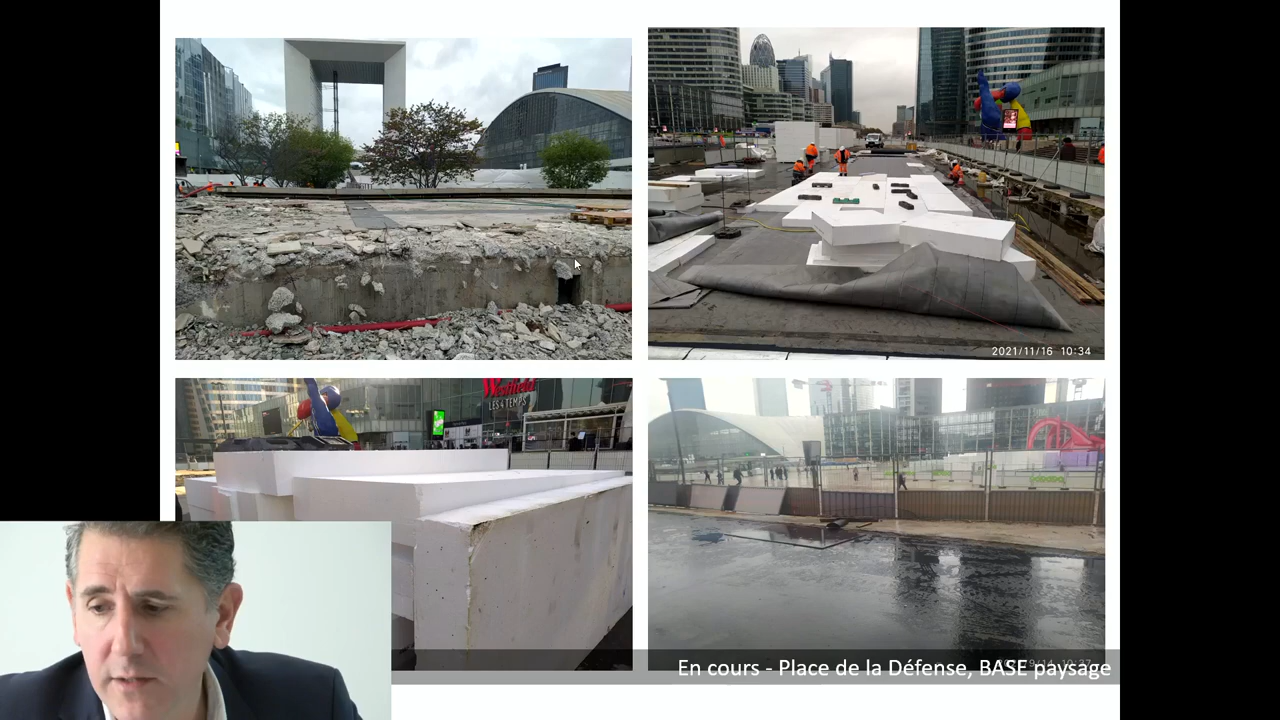 2021/11/16 10:34
Westfield
LES 4 TEMPS
En cours - Place de la Défense, BASE paysage